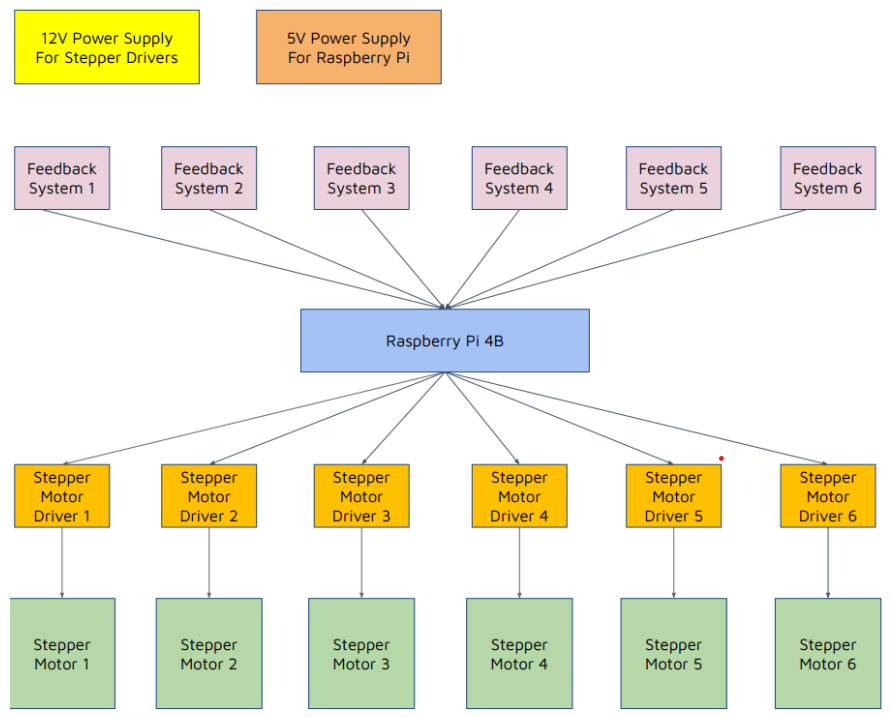 12V Power Supply
For Stepper Drivers
5V Power Supply
For Raspberry Pi
Feedback
System 1
Feedback
System 2
Feedback
System 3
Feedback
System 4
Feedback
System 5
Feedback
System 6
Raspberry Pi 4B
Stepper
Motor
Driver 1
Stepper
Motor
Driver 2
Stepper
Motor
Driver 3
Stepper
Motor
Driver 4
Stepper
Motor
Driver 5
Stepper
Motor
Driver 6
Stepper
Motor 1
Stepper
Motor 2
Stepper
Motor 3
Stepper
Motor 4
Stepper
Motor 5
Stepper
Motor 6